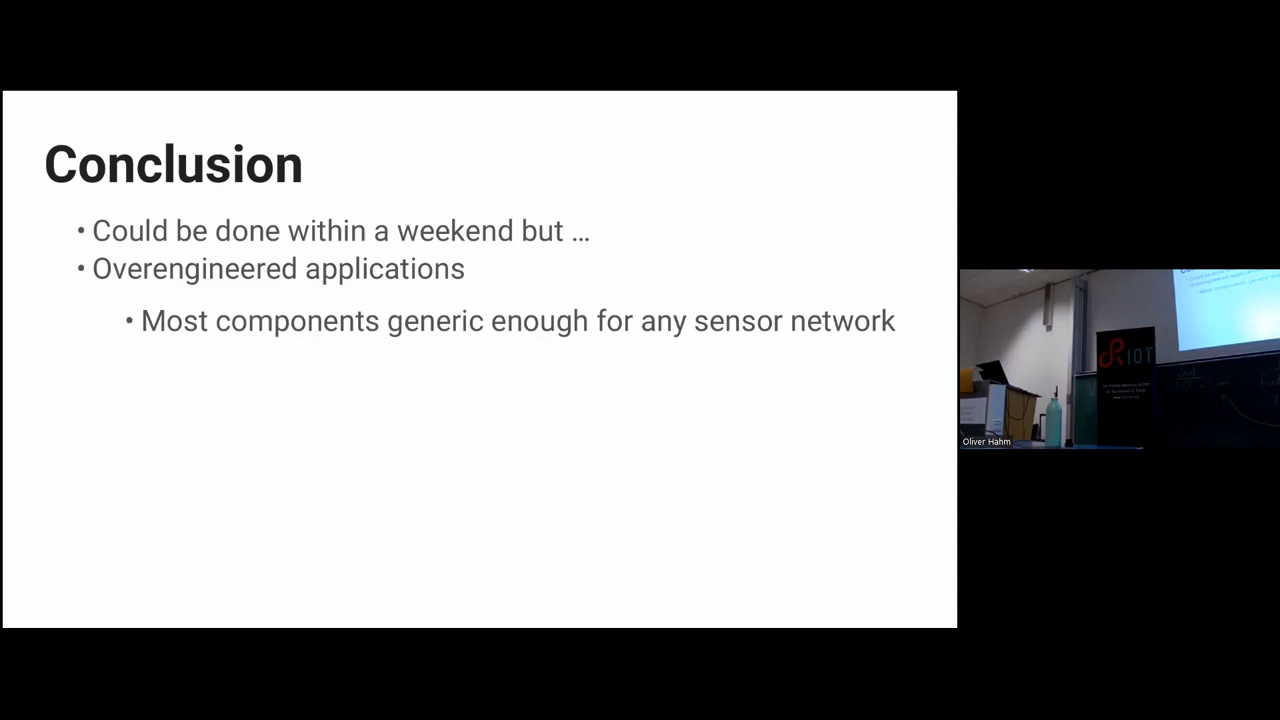 Conclusion
• Could be done within a weekend but ...
• Overengineered applications
• Most components generic enough for any sensor network
RIOT
Oliver Hahm